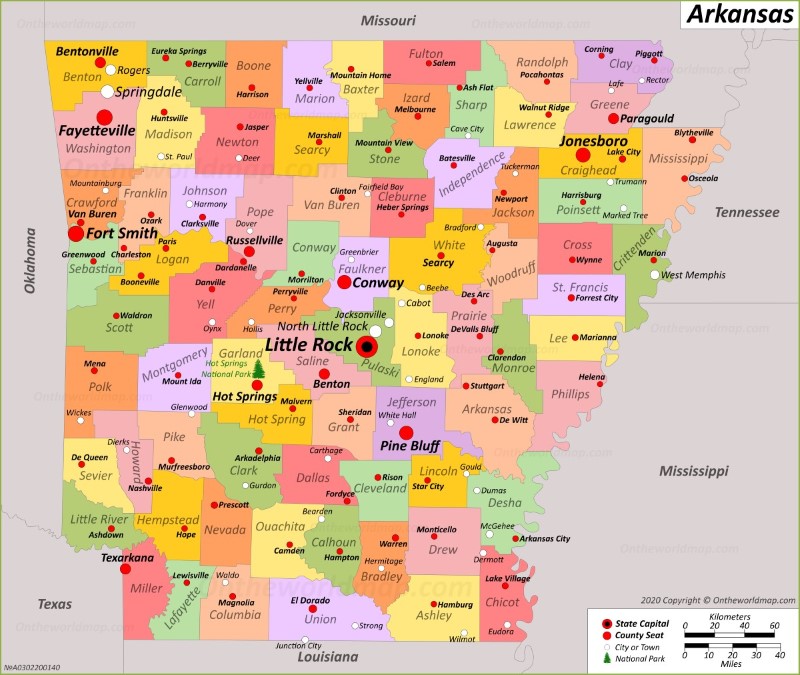 Missouri
Arkansas
Ontheworldmap.com
Bentonville
Rogers
Benton
Springdale
Eureka Springs
Berryville
Carroll
Boone
Harrison
Yellville
Marion
Mountain Home
Baxter
Fulton
Salem
Randolph
Pocahontas
Corning
Piggott
Clay
Rector
Lafe
Greene
Paragould
Fayetteville
Washington
Huntsville
Madison
St. Paul
Jasper
Newton
Deer
Marshall
Searcy
Izard
Melbourne
Mountain View
Stone
Ash Flat
Sharp
Cave City
Walnut Ridge
Lawrence
Batesville
Independence
Jonesboro
Lake City
Craighead
Blytheville
Mississippi
Osceola
Tennessee
Mountainburg
Crawford
Van Buren
Fort Smith
Franklin
Ozark
Johnson
Harmony
Clarksville
Pope
Dover
Russellville
Clinton
Van Buren
Fairfield Bay
Cleburne
Heber Springs
Tuckerman
Newport
Jackson
Harrisburg
Poinsett
Trumann
Marked Tree
Oklahoma
Greenwood
Sebastian
Charleston
Paris
Logan
Booneville
Dardanelle
Danville
Yell
Conway
Morrilton
Perryville
Perry
Greenbrier
Faulkner
Conway
Bradford
White
Searcy
Beebe
Augusta
Woodruff
Cross
Wynne
Crittenden
Marion
West Memphis
St. Francis
Forrest City
Waldron
Scott
Oynx
Hollis
Jacksonville
North Little Rock
Little Rock
Pulaski
Cabot
Lonoke
Lonoke
England
Des Arc
Prairie
DeValls Bluff
Clarendon
Monroe
Lee
Marianna
Helena
Phillips
Mena
Polk
Wickes
Montgomery
Mount Ida
Glenwood
Garland
Hot Springs
National Park
Hot Springs
Malvern
Hot Spring
Saline
Benton
Sheridan
Grant
Jefferson
White Hall
Pine Bluff
Stuttgart
Arkansas
De Witt
De Queen
Sevier
Dierks
Howard
Nashville
Pike
Murfreesboro
Arkadelphia
Clark
Gurdon
Carthage
Dallas
Fordyce
Rison
Cleveland
Lincoln
Star City
Gould
Dumas
Desha
Mississippi
Little River
Ashdown
Hempstead
Hope
Prescott
Nevada
Ouachita
Camden
Bearden
Calhoun
Hampton
Warren
Hermitage
Bradley
Monticello
Drew
McGehee
Arkansas City
Dermott
Texarkana
Miller
Lewisville
Lafayette
Waldo
Magnolia
Columbia
El Dorado
Union
Strong
Junction City
Hamburg
Ashley
Wilmot
Lake Village
Chicot
Eudora
Texas
Louisiana
2020 Copyright © Ontheworldmap.com
State Capital
County Seat
City or Town
National Park
Kilometers
0 20 40 60
0 10 20 30 40
Miles
№A0302200140